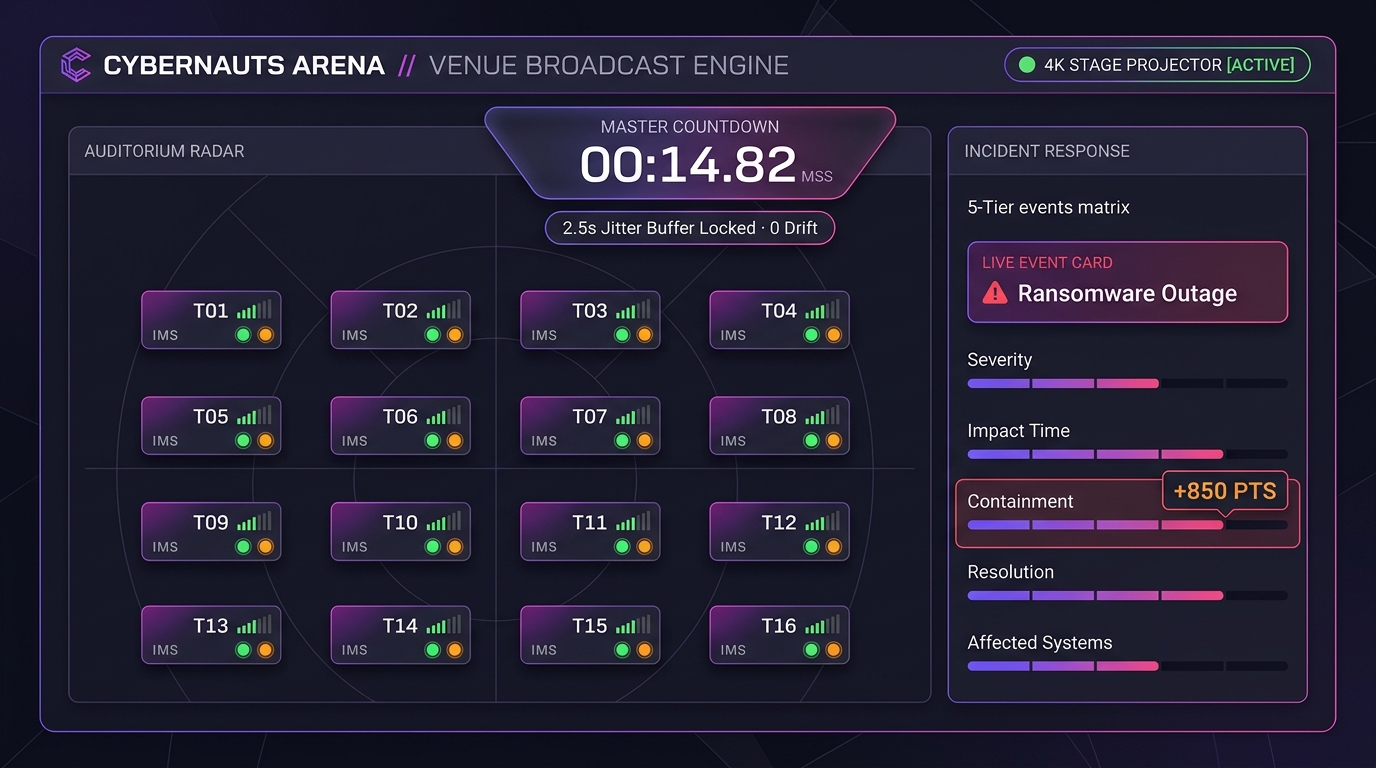 CYBERNAUTS ARENA // VENUE BROADCAST ENGINE
4K STAGE PROJECTOR [ACTIVE]
AUDITORIUM RADAR
MASTER COUNTDOWN
00:14.82 MSS
2.5s Jitter Buffer Locked · 0 Drift
T01
IMS
T02
IMS
T03
IMS
T04
IMS
T05
IMS
T06
IMS
T07
IMS
T08
IMS
T09
IMS
T10
IMS
T11
IMS
T12
IMS
T13
IMS
T14
IMS
T15
IMS
T16
IMS
INCIDENT RESPONSE
5-Tier events matrix
LIVE EVENT CARD
Ransomware Outage
Severity
Impact Time
+850 PTS
Containment
Resolution
Affected Systems